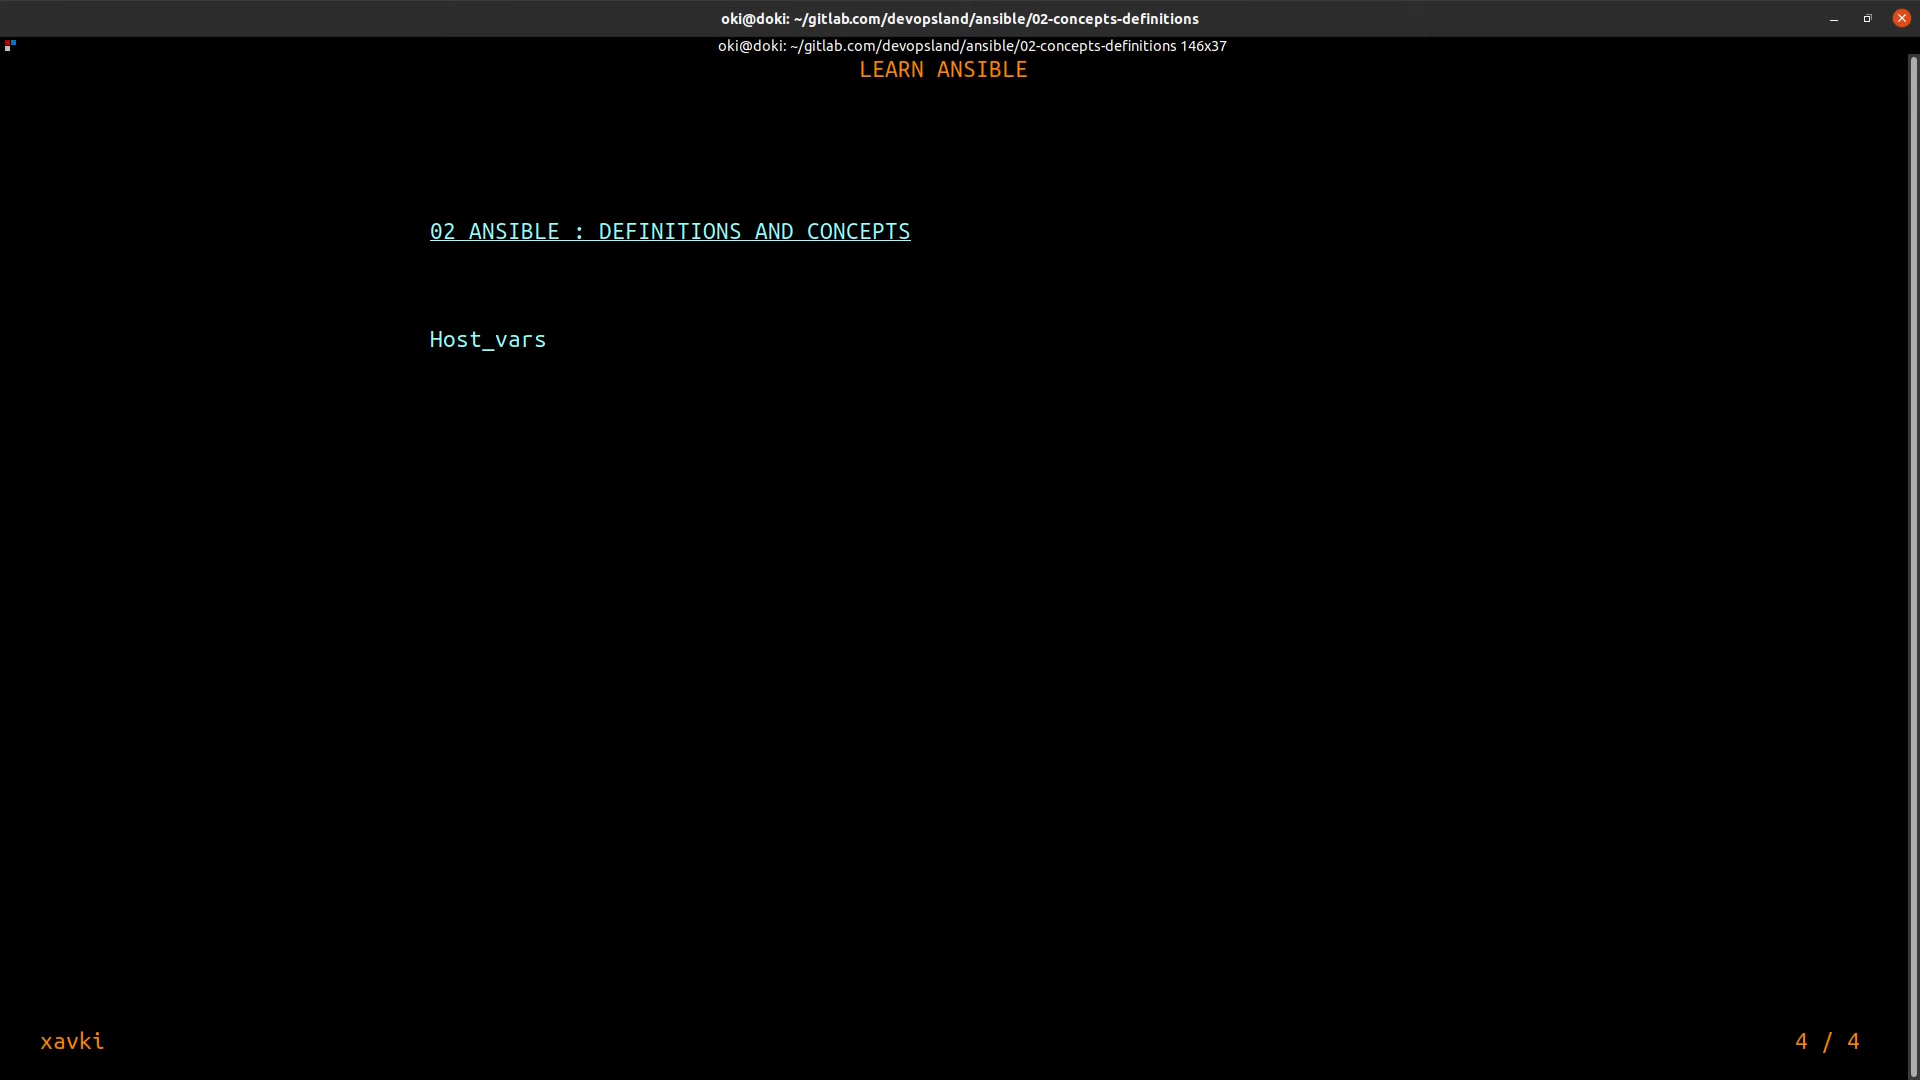 oki@doki: ~/gitlab.com/devopsland/ansible/02-concepts-definitions
oki@doki: ~/gitlab.com/devopsland/ansible/02-concepts-definitions 146x37
LEARN ANSIBLE
02 ANSIBLE : DEFINITIONS AND CONCEPTS
Host_vars
xavki
4 / 4